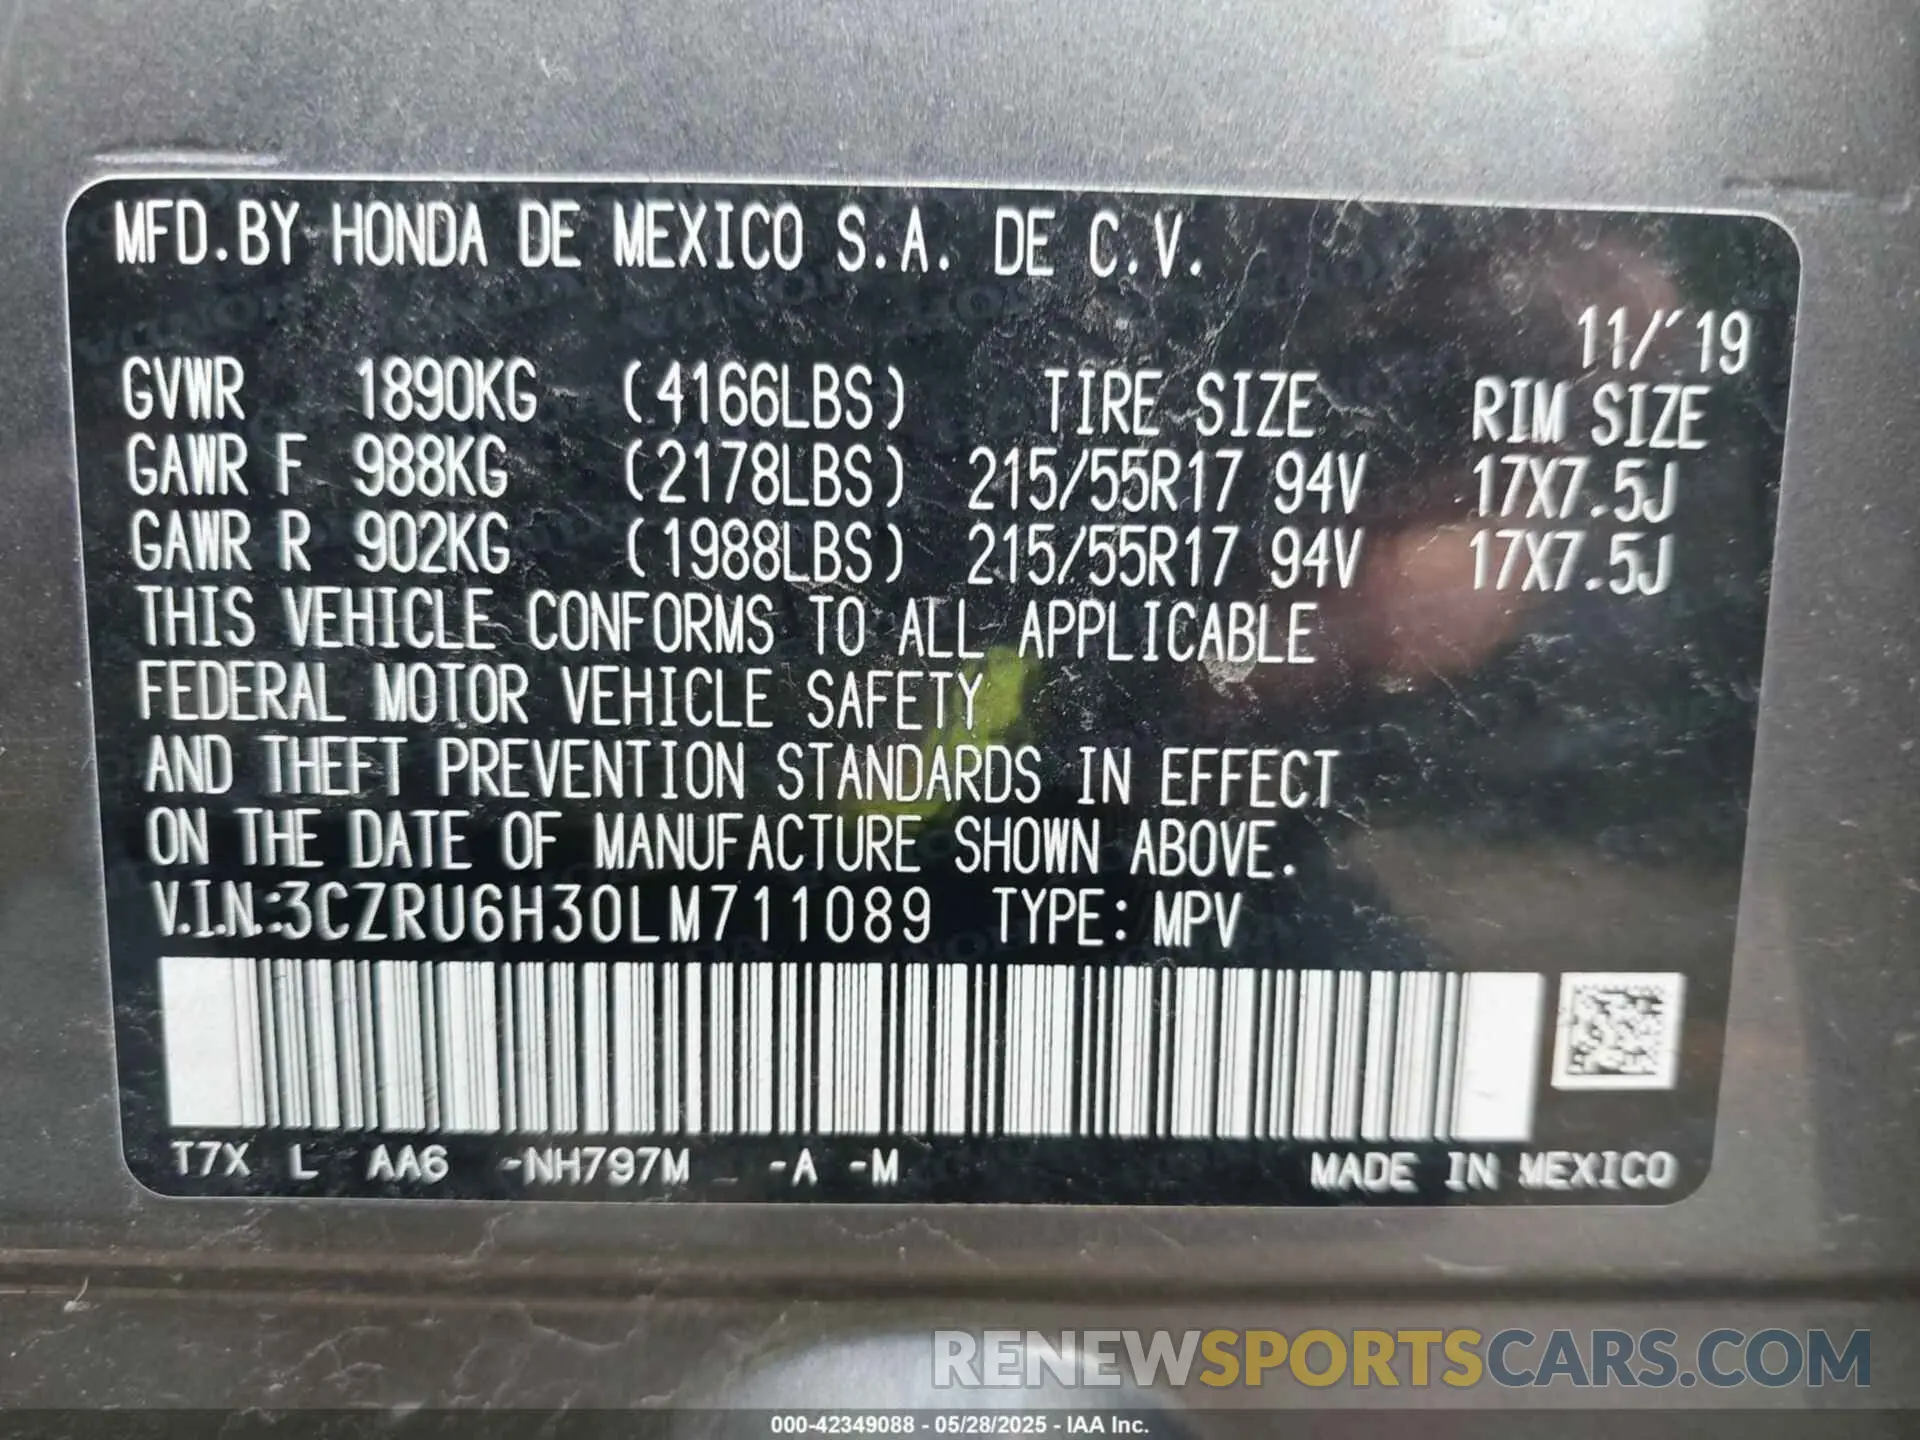 MFD.BY HONDA DE MEXICO S.A. DE C.V.
11/'19
GVWR 1890KG (4166LBS) TIRE SIZE RIM SIZE
GAWR F 988KG (2178LBS) 215/55R17 94V 17X7.5J
GAWR R 902KG (1988LBS) 215/55R17 94V 17X7.5J
THIS VEHICLE CONFORMS TO ALL APPLICABLE
FEDERAL MOTOR VEHICLE SAFETY
AND THEFT PREVENTION STANDARDS IN EFFECT
ON THE DATE OF MANUFACTURE SHOWN ABOVE.
V.I.N.:3CZRU6H30LM711089 TYPE: MPV
T7X L AA6 -NH797M -A -M MADE IN MEXICO
RENEWSPORTSCARS.COM
000-42349088 - 05/28/2025 - IAA Inc.